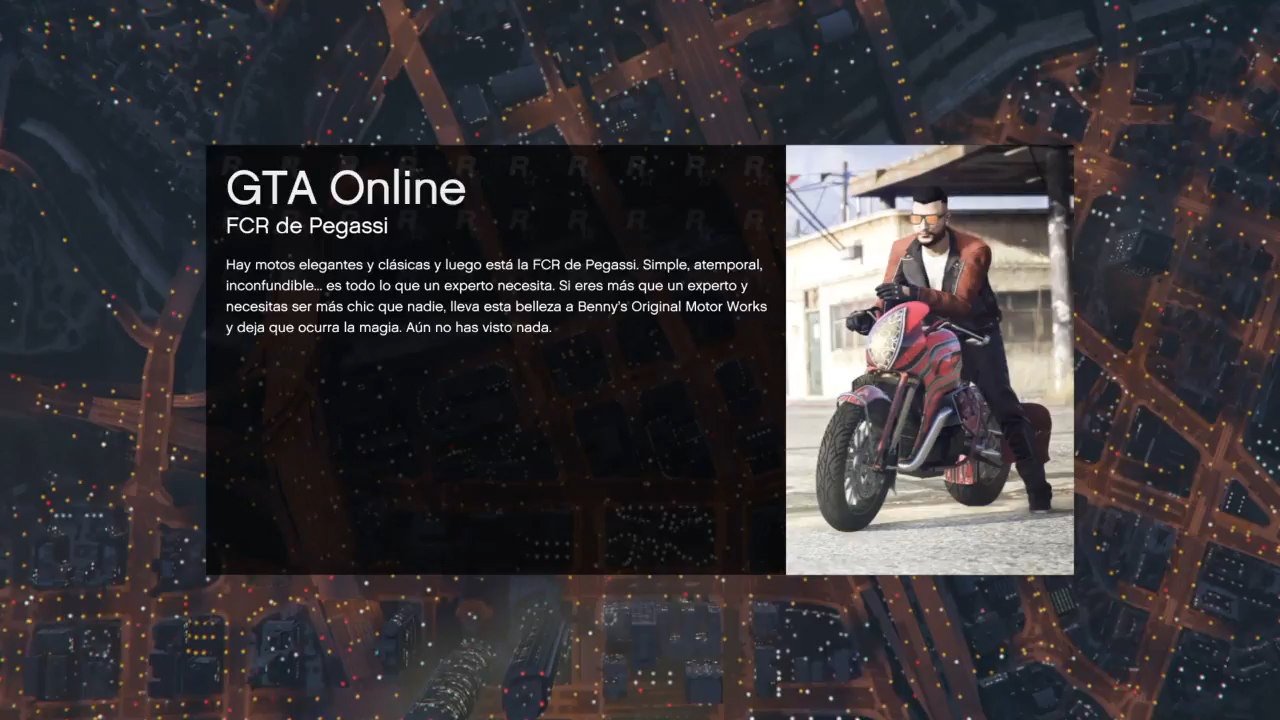 GTA Online
FCR de Pegassi
Hay motos elegantes y clásicas y luego está la FCR de Pegassi. Simple, atemporal,
inconfundible... es todo lo que un experto necesita. Si eres más que un experto y
necesitas ser más chic que nadie, lleva esta belleza a Benny's Original Motor Works
y deja que ocurra la magia. Aún no has visto nada.